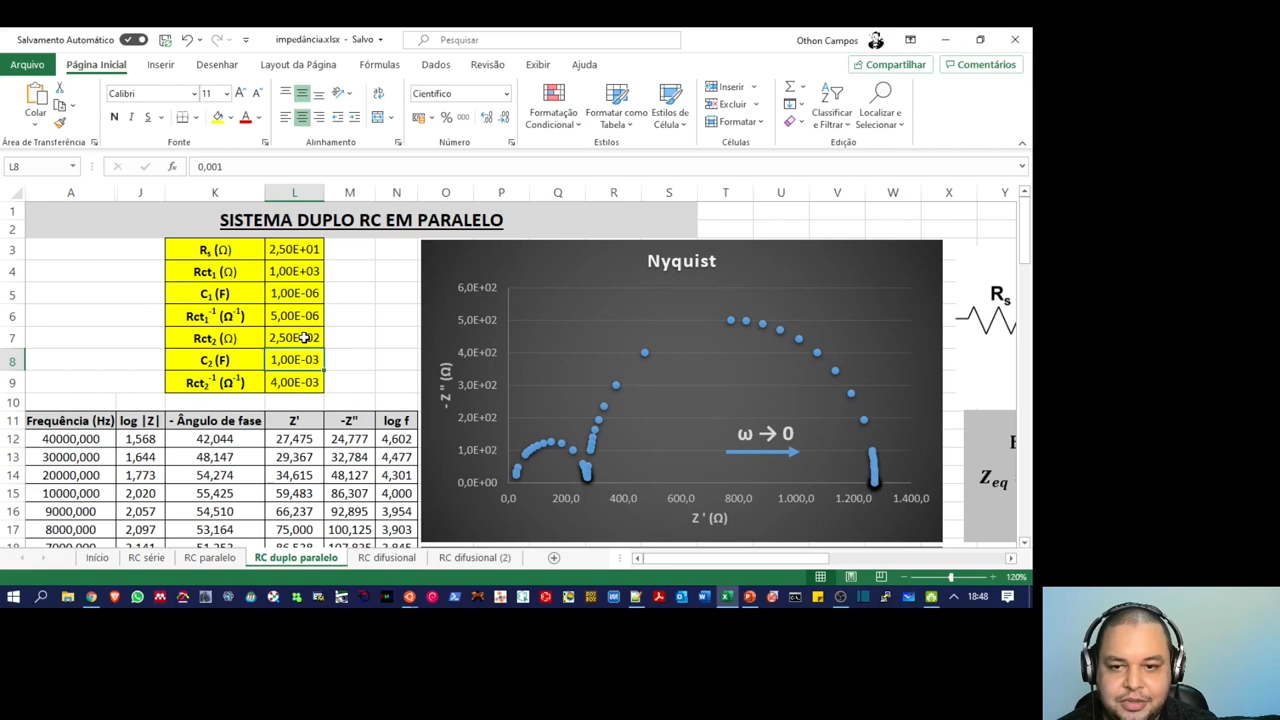 Salvamento Automático
impedância.xlsx - Salvo
Pesquisar
Othon Campos
Arquivo Página Inicial Inserir Desenhar Layout da Página Fórmulas Dados Revisão Exibir Ajuda
Compartilhar Comentários
Colar
Calibri 11
N I S
Científico
Formatação Condicional
Formatar como Tabela
Estilos de Célula
Inserir
Excluir
Formatar
Classificar e Filtrar
Localizar e Selecionar
Área de Transferência Fonte Alinhamento Número Estilos Células Edição
L8 fx 0,001
A J K L M N O P Q R S T U V W X Y
1 SISTEMA DUPLO RC EM PARALELO
2
3 Rs (Ω) 2,50E+01
4 Rct1 (Ω) 1,00E+03
5 C1 (F) 1,00E-06
6 Rct1-1 (Ω-1) 5,00E-06
7 Rct2 (Ω)
8 C2 (F) 1,00E-03
9 Rct2-1 (Ω-1) 4,00E-03
10
11 Frequência (Hz) log |Z| - Ângulo de fase Z' -Z" log f
12 40000,000 1,568 42,044 27,475 24,777 4,602
13 30000,000 1,644 48,147 29,367 32,784 4,477
14 20000,000 1,773 54,274 34,615 48,127 4,301
15 10000,000 2,020 55,425 59,483 86,307 4,000
16 9000,000 2,057 54,510 66,237 92,895 3,954
17 8000,000 2,097 53,164 75,000 100,125 3,903
Nyquist
6,0E+02
5,0E+02
4,0E+02
3,0E+02
2,0E+02
1,0E+02
0,0E+00
- Z " (Ω)
ω → 0
0,0 200,0 400,0 600,0 800,0 1.000,0 1.200,0 1.400,0
Z ' (Ω)
Rs
Zeq
Início RC série RC paralelo RC duplo paralelo RC difusional RC difusional (2)
120%
18:48